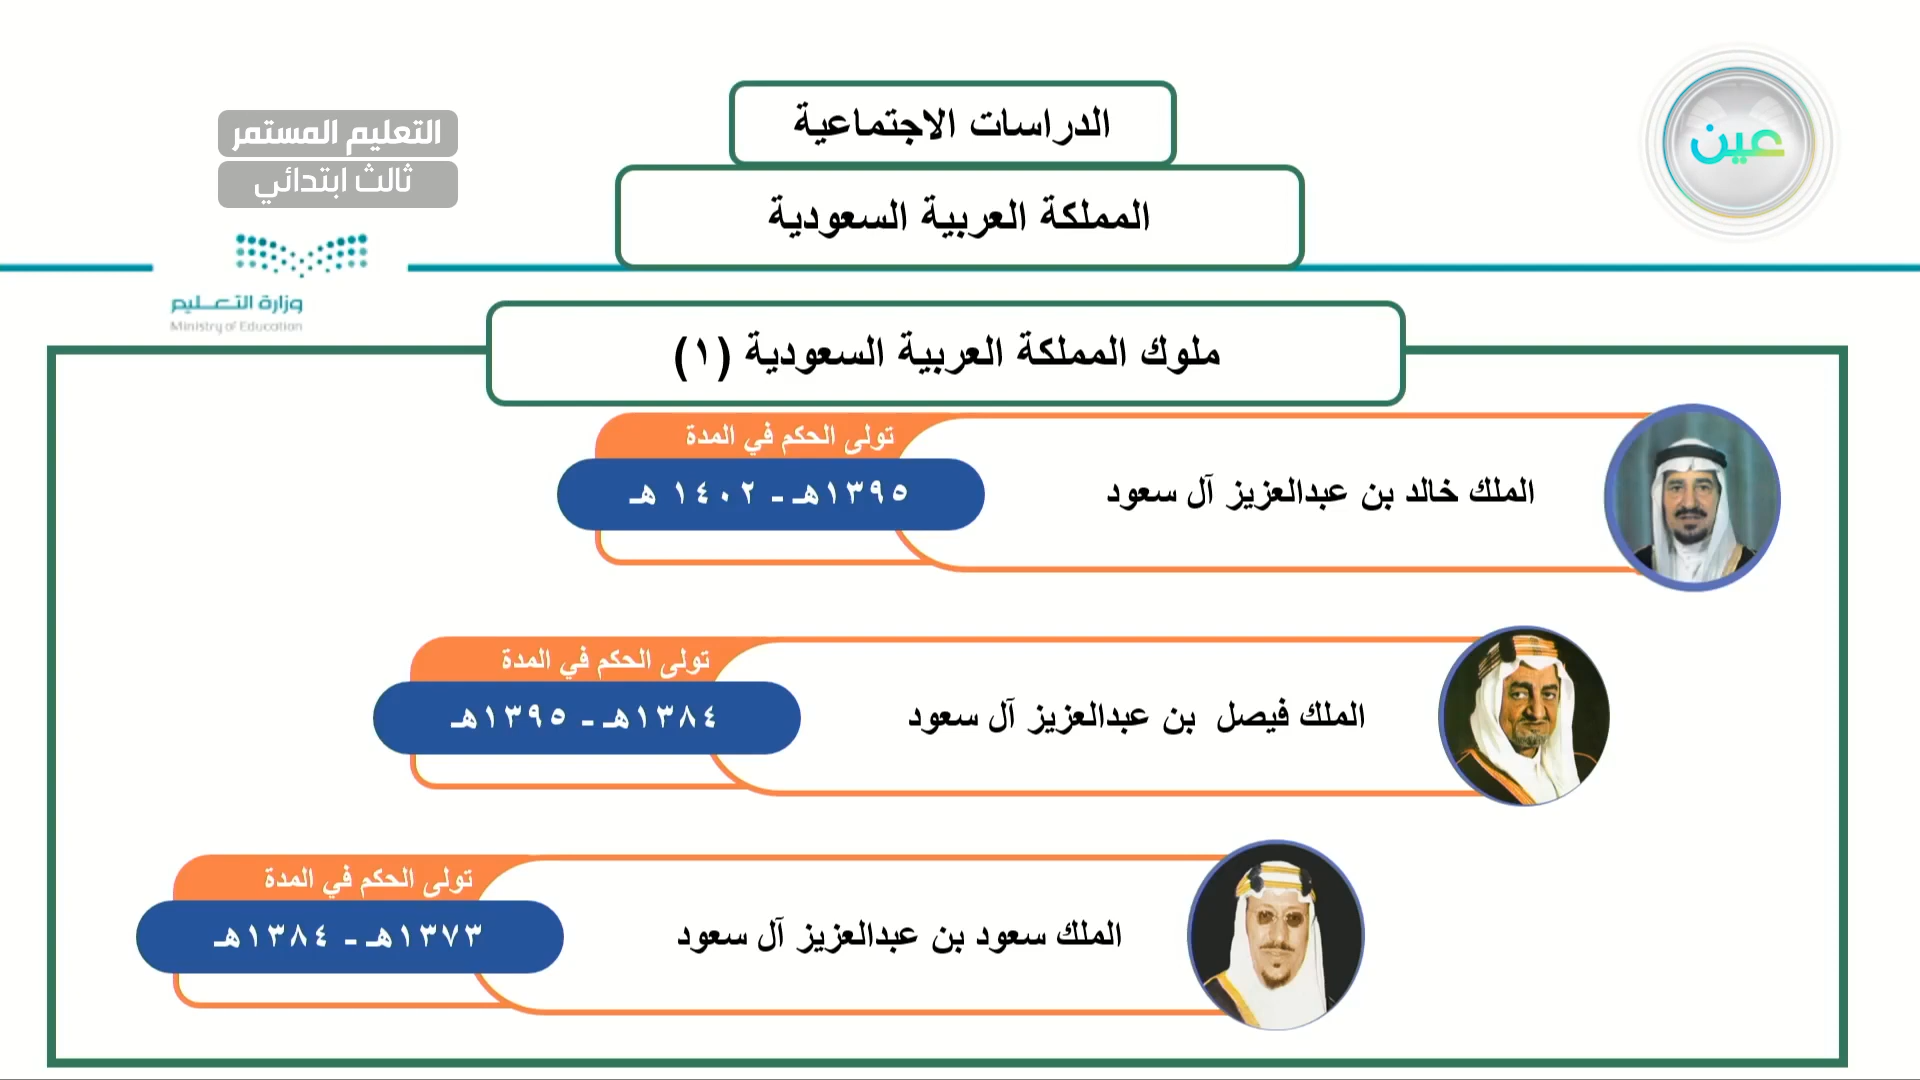 الدراسات الاجتماعية
عين
التعليم المستمر
ثالث ابتدائي
المملكة العربية السعودية
وزارة التعليم
Ministry of Education
ملوك المملكة العربية السعودية (١)
تولى الحكم في المدة
الملك خالد بن عبدالعزيز آل سعود
١٣٩٥هـ - ١٤٠٢ هـ
تولى الحكم في المدة
الملك فيصل بن عبدالعزيز آل سعود
١٣٨٤هـ - ١٣٩٥هـ
تولى الحكم في المدة
الملك سعود بن عبدالعزيز آل سعود
١٣٧٣هـ - ١٣٨٤هـ